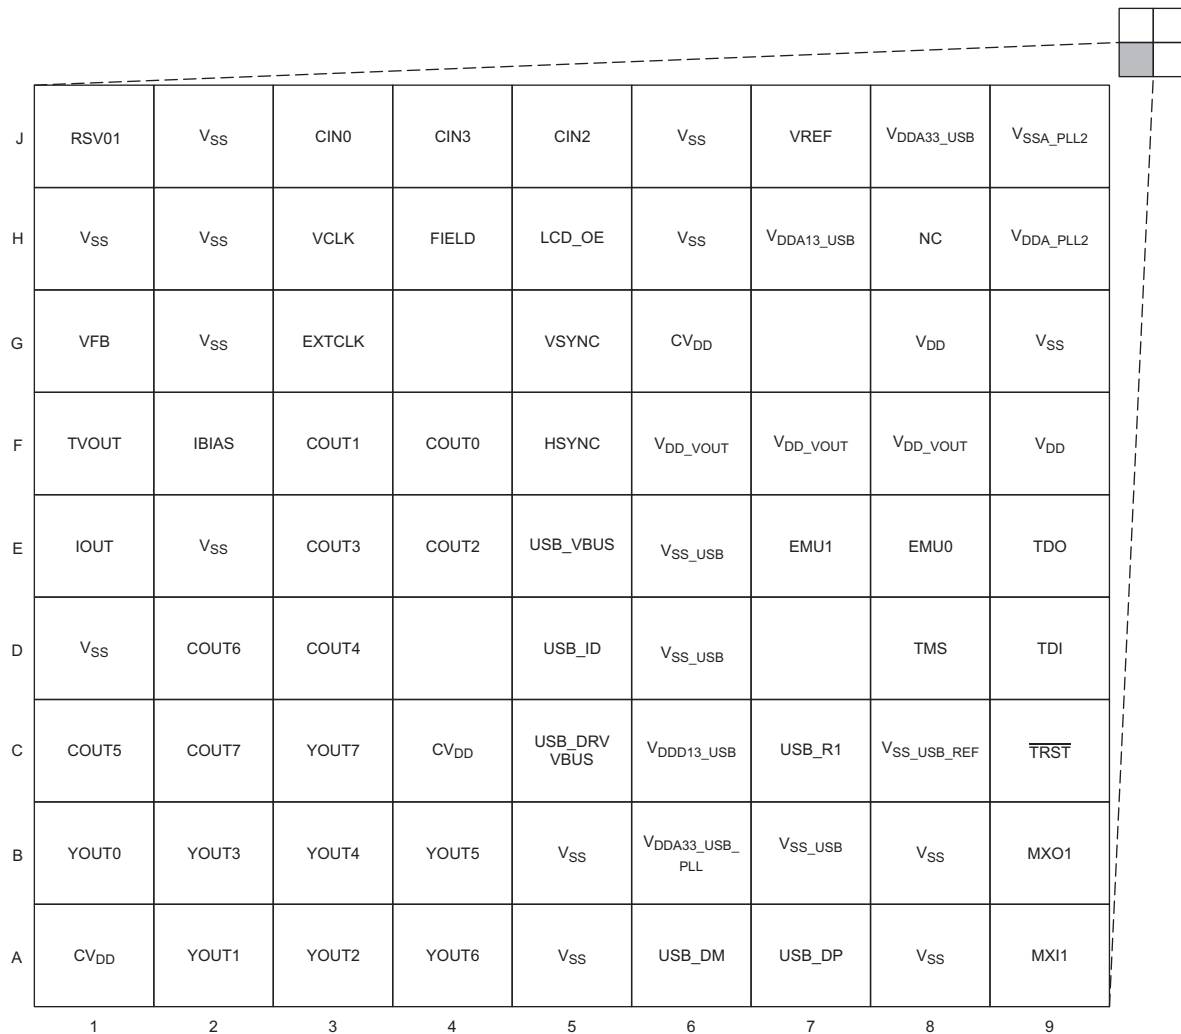 J RSV01 VSS CIN0 CIN3 CIN2 VSS VREF VDDA33_USB VSSA_PLL2
H VSS VSS VCLK FIELD LCD_OE VSS VDDA13_USB NC VDDA_PLL2
G VFB VSS EXTCLK VSYNC CVDD VDD VSS
F TVOUT IBIAS COUT1 COUT0 HSYNC VDD_VOUT VDD_VOUT VDD_VOUT VDD
E IOUT VSS COUT3 COUT2 USB_VBUS VSS_USB EMU1 EMU0 TDO
D VSS COUT6 COUT4 USB_ID VSS_USB TMS TDI
C COUT5 COUT7 YOUT7 CVDD USB_DRV VBUS VDDD13_USB USB_R1 VSS_USB_REF TRST
B YOUT0 YOUT3 YOUT4 YOUT5 VSS VDDA33_USB_ PLL VSS_USB VSS MXO1
A CVDD YOUT1 YOUT2 YOUT6 VSS USB_DM USB_DP VSS MXI1
1 2 3 4 5 6 7 8 9